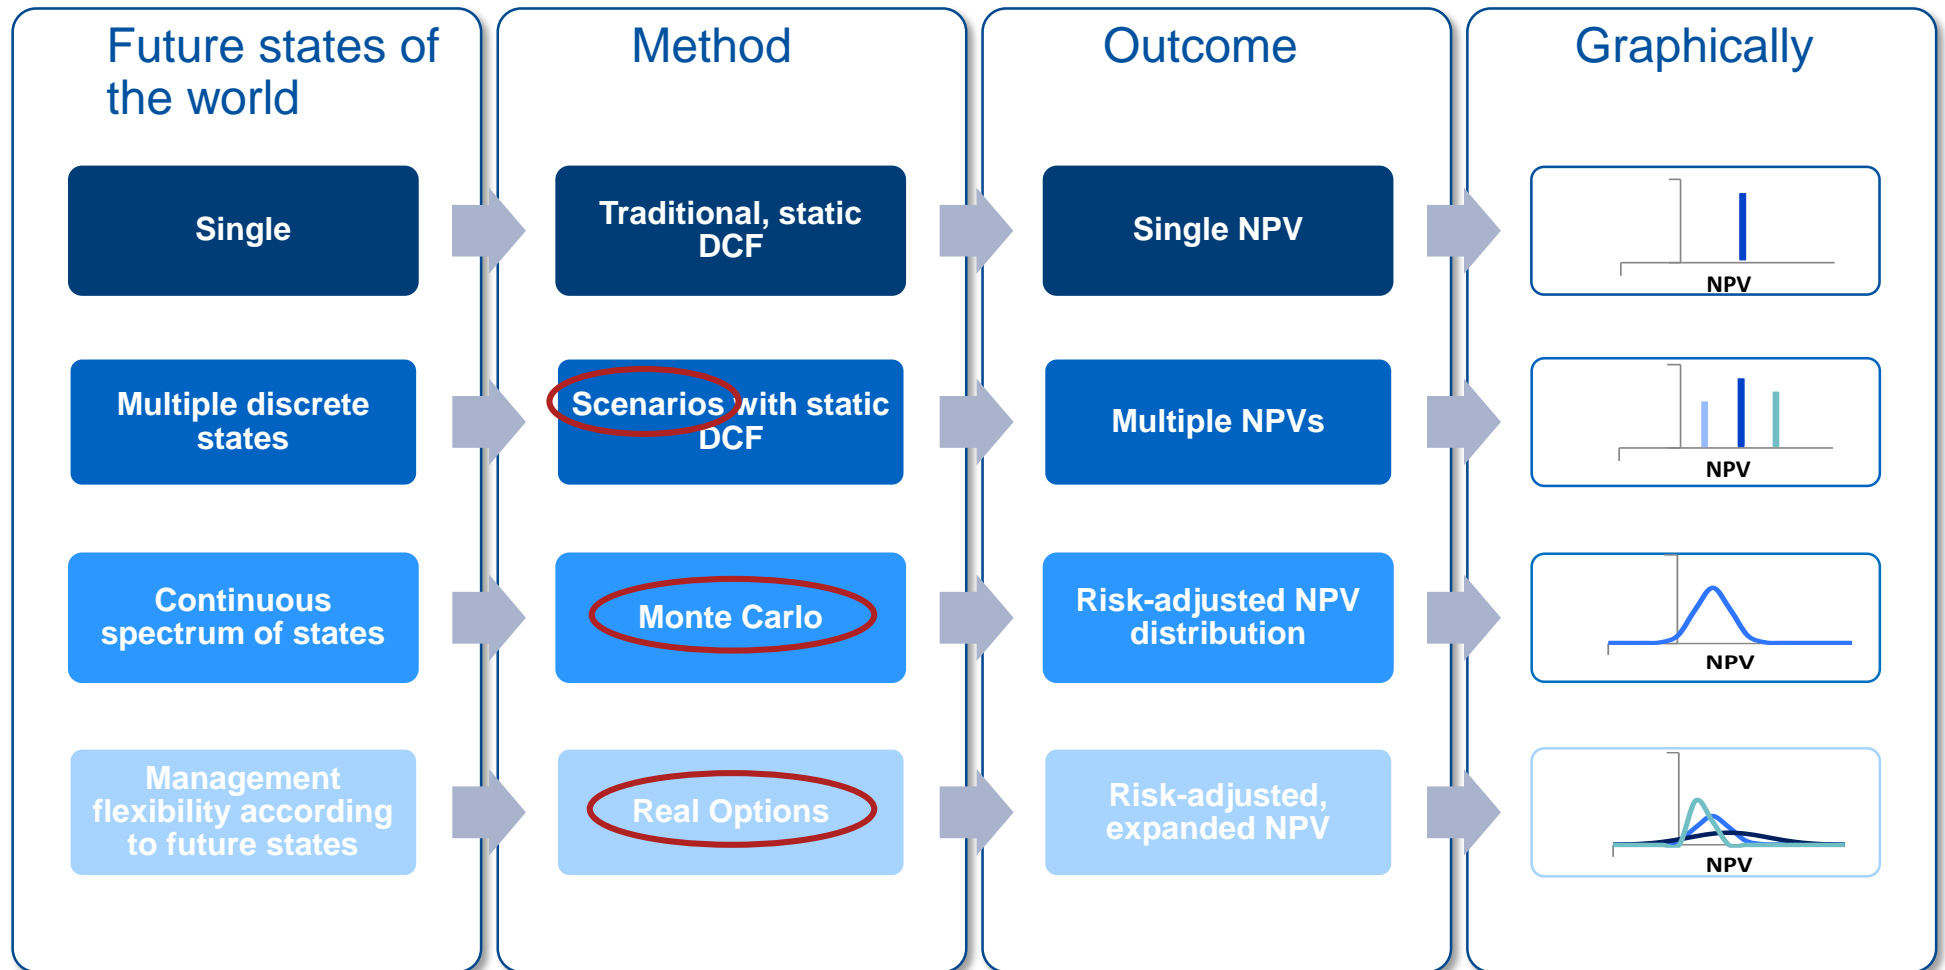 Future states of
the world
Method
Outcome
Graphically
Single
Traditional, static
DCF
Single NPV
NPV
Multiple discrete
states
Scenarios with static
DCF
Multiple NPVs
NPV
Continuous
spectrum of states
Monte Carlo
Risk-adjusted NPV
distribution
NPV
Management
flexibility according
to future states
Real Options
Risk-adjusted,
expanded NPV
NPV